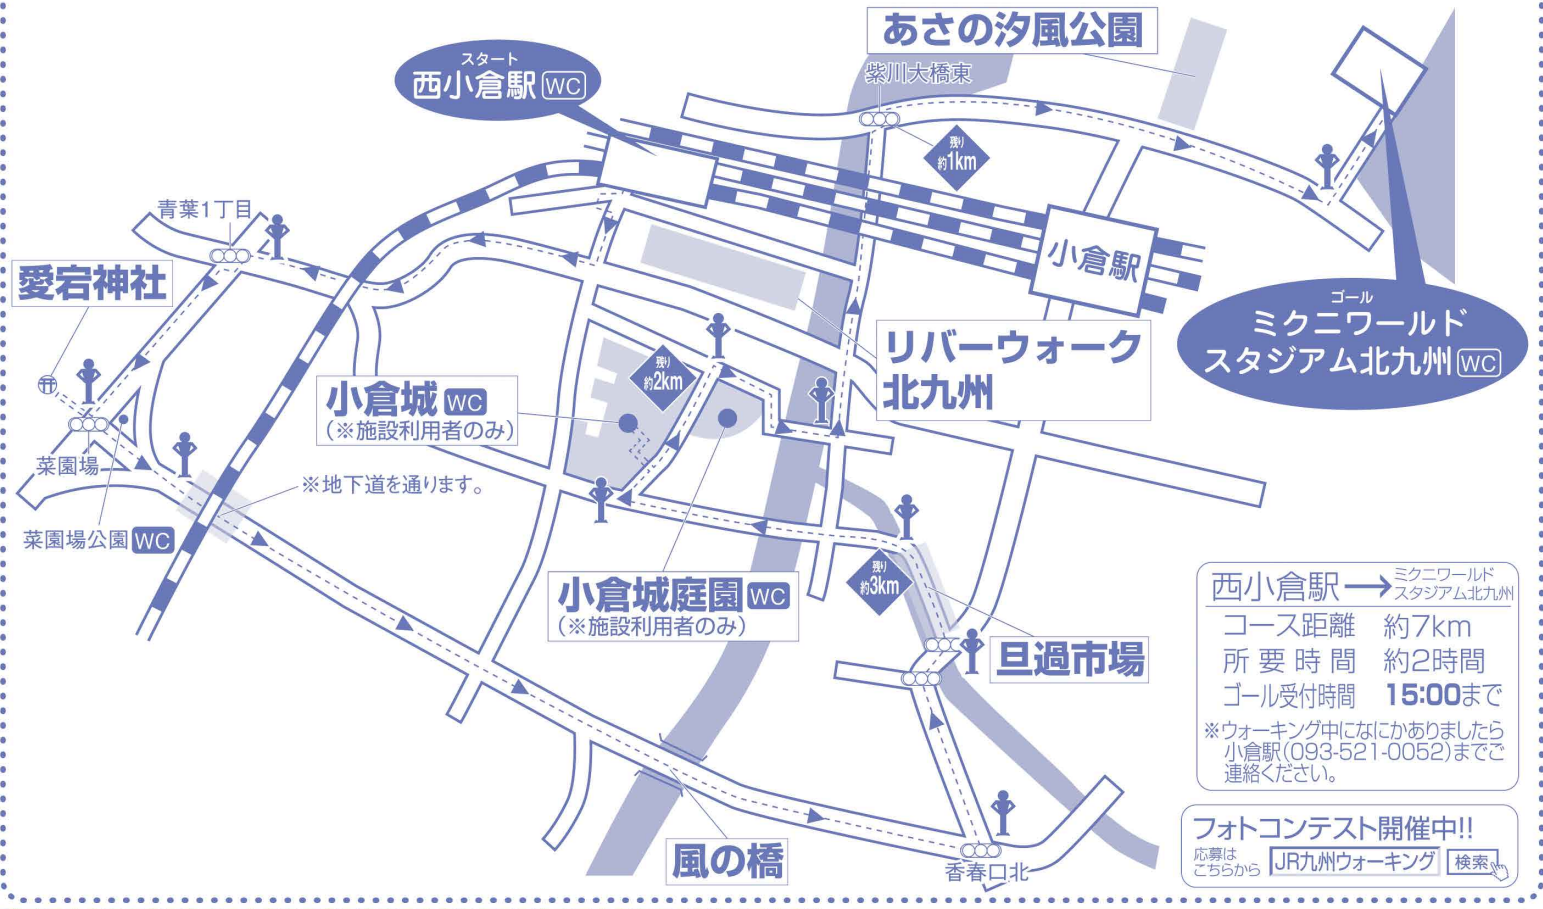 あさの汐風公園
紫川大橋東
スタート
西小倉駅 WC
残り
約1km
青葉1丁目
小倉駅
愛宕神社
ゴール
ミクニワールド
スタジアム北九州 WC
リバーウォーク
北九州
残り
約2km
小倉城 WC
(※施設利用者のみ)
菜園場
※地下道を通ります。
菜園場公園 WC
残り
約3km
小倉城庭園 WC
(※施設利用者のみ)
旦過市場
風の橋
香春口北
西小倉駅→ミクニワールド
スタジアム北九州
コース距離 約7km
所要時間 約2時間
ゴール受付時間 15:00まで
※ウォーキング中になにかありましたら
小倉駅(093-521-0052)までご
連絡ください。
フォトコンテスト開催中!!
応募は
こちらから JR九州ウォーキング 検索